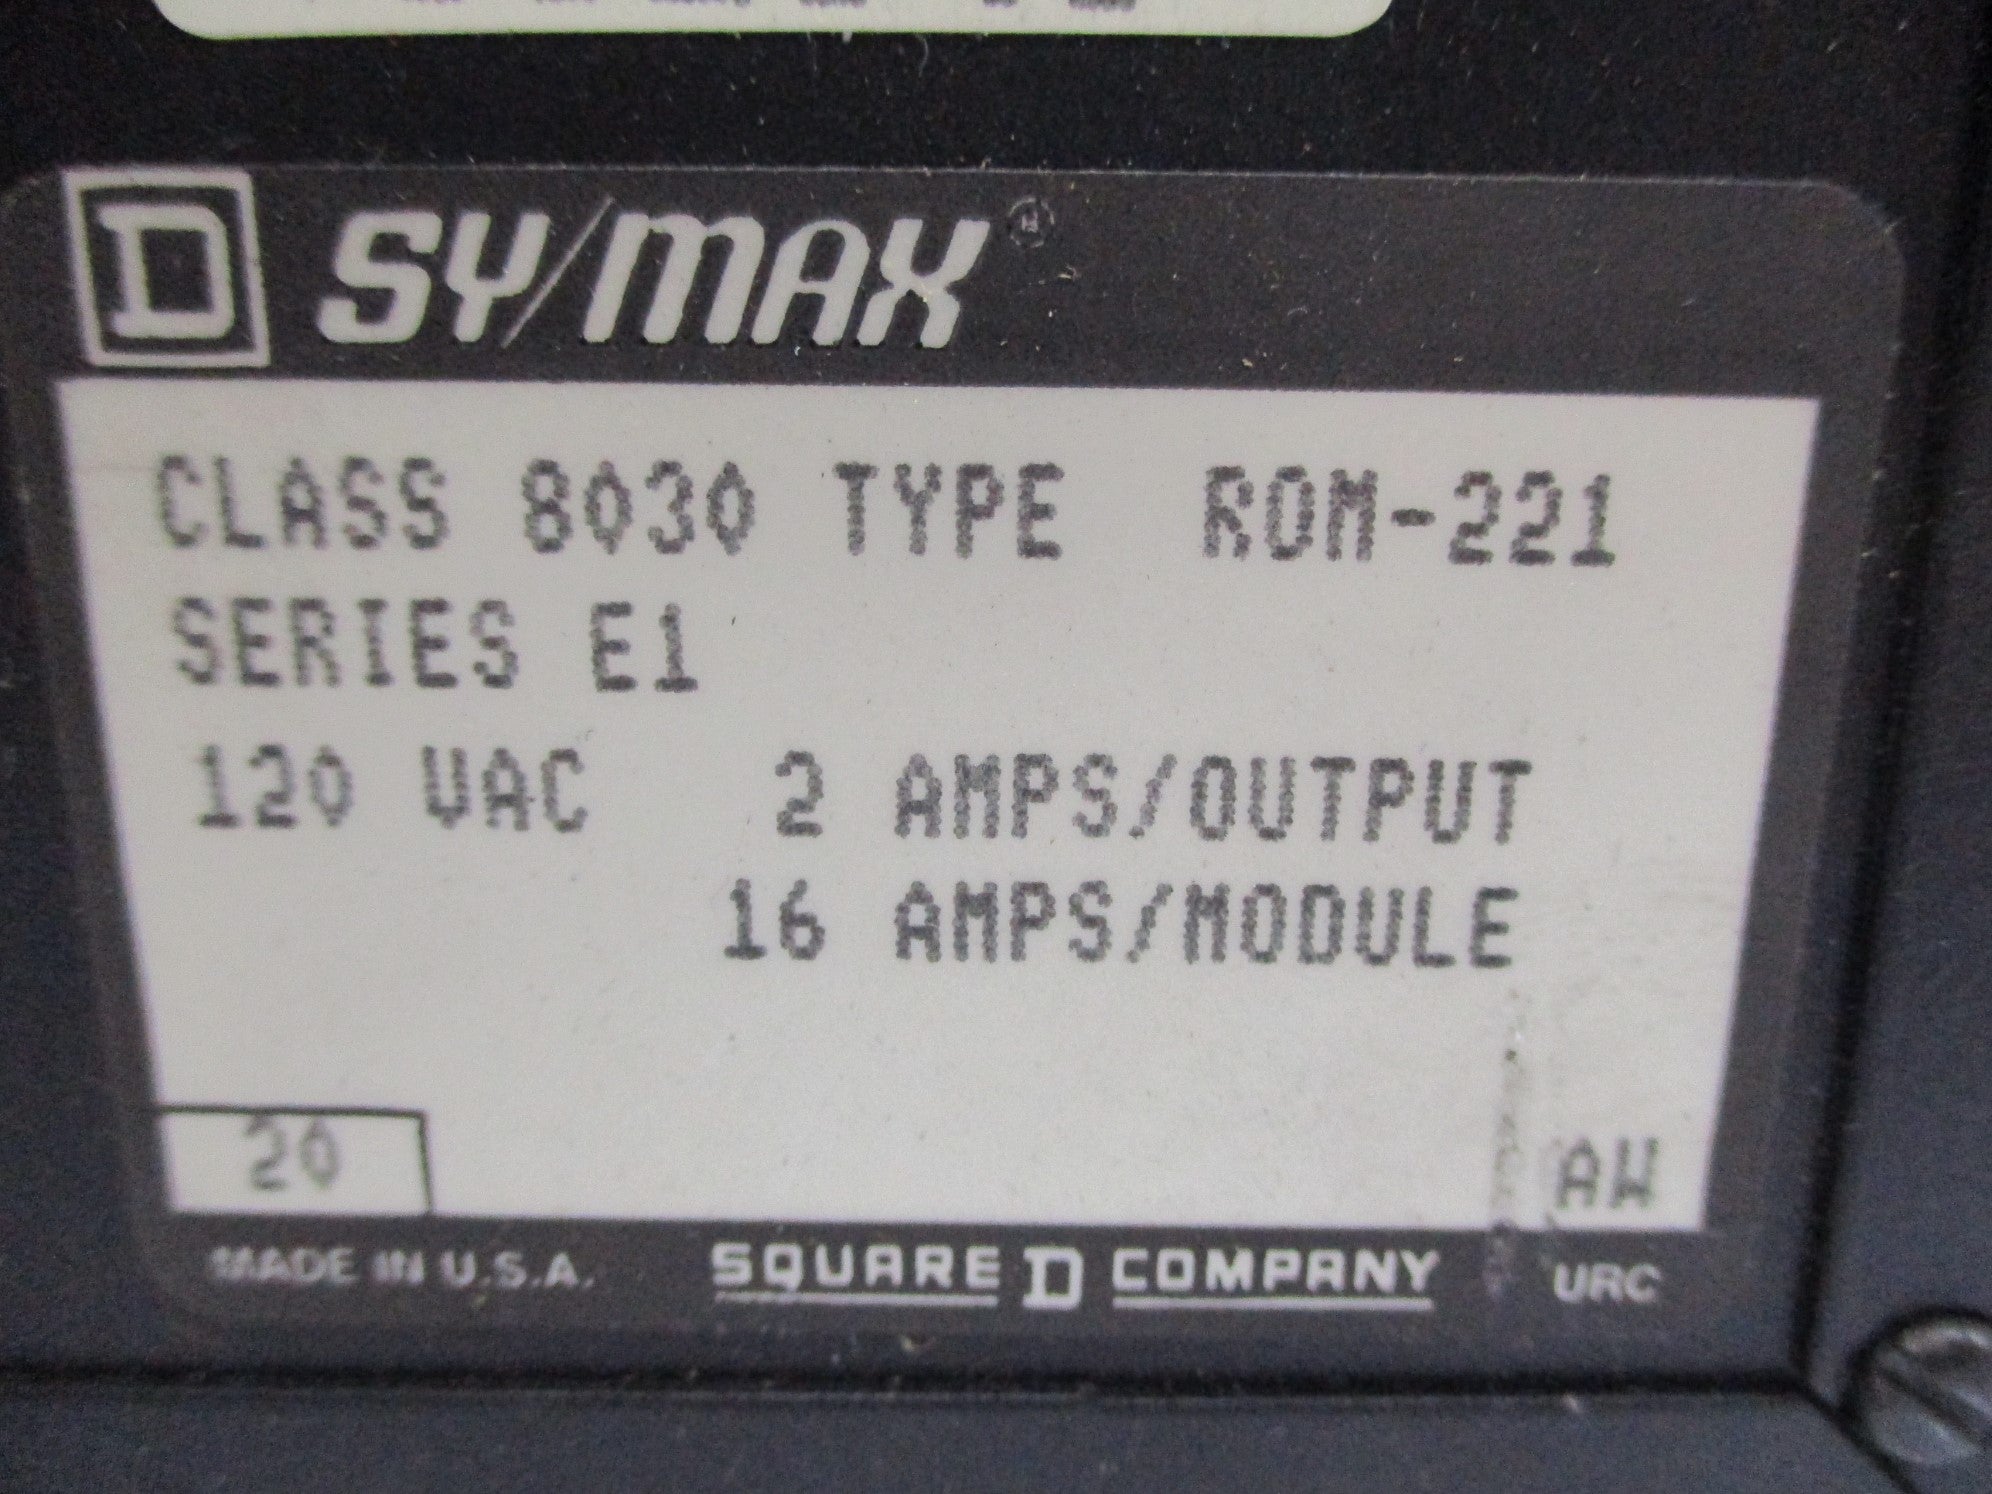 D SY/MAX®
CLASS 8030 TYPE ROM-221
SERIES E1
120 VAC 2 AMPS/OUTPUT
16 AMPS/MODULE
20
AW
MADE IN U.S.A. SQUARE D COMPANY URC